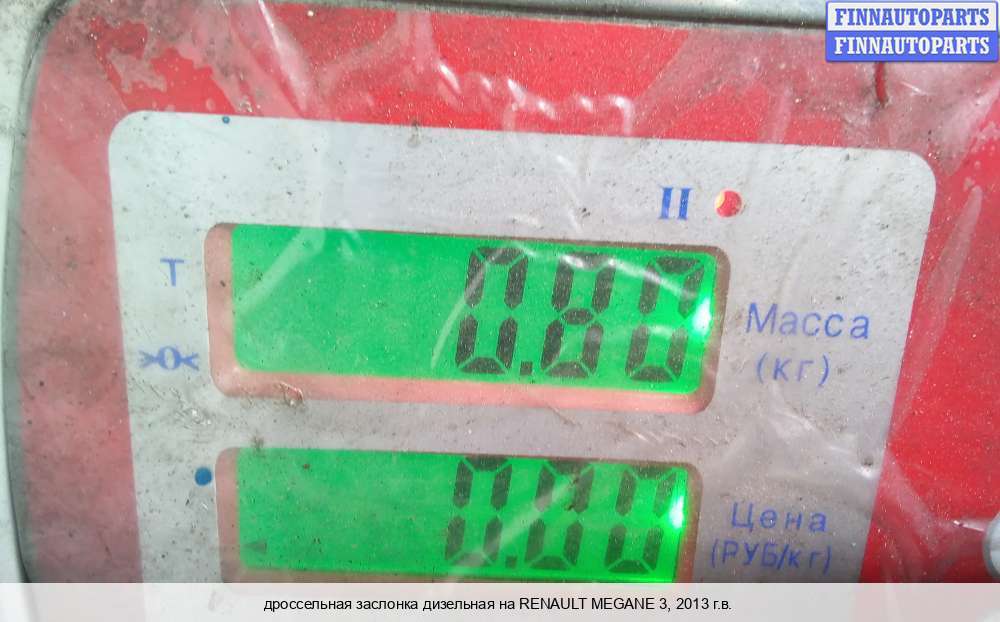 FINNAUTOPARTS
FINNAUTOPARTS
II
T
>0<
0.80
Масса
(кг)
0.00
Цена
(РУБ/кг)
дроссельная заслонка дизельная на RENAULT MEGANE 3, 2013 г.в.